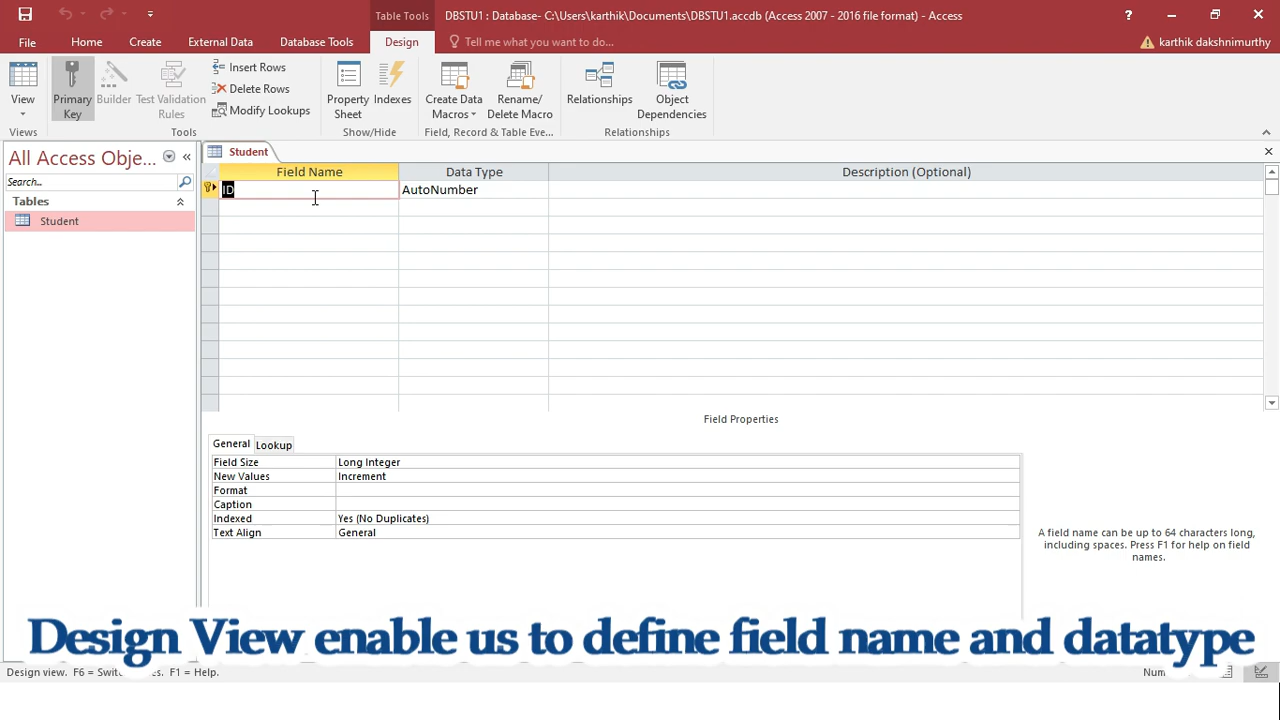 Table Tools
DBSTU1 : Database- C:\Users\karthik\Documents\DBSTU1.accdb (Access 2007 - 2016 file format) - Access
?
File
Home
Create
External Data
Database Tools
Design
Tell me what you want to do...
karthik dakshnimurthy
View
Primary
Key
Builder
Test Validation
Rules
Insert Rows
Delete Rows
Modify Lookups
Property
Sheet
Indexes
Create Data
Macros
Rename/
Delete Macro
Relationships
Object
Dependencies
Views
Tools
Show/Hide
Field, Record & Table Eve...
Relationships
All Access Obje...
Search...
Tables
Student
Student
Field Name
Data Type
Description (Optional)
ID
AutoNumber
Field Properties
General
Lookup
Field Size
Long Integer
New Values
Increment
Format
Caption
Indexed
Yes (No Duplicates)
Text Align
General
A field name can be up to 64 characters long,
including spaces. Press F1 for help on field
names.
Design View enable us to define field name and datatype
Design view. F6 = Switc es. F1 = Help.